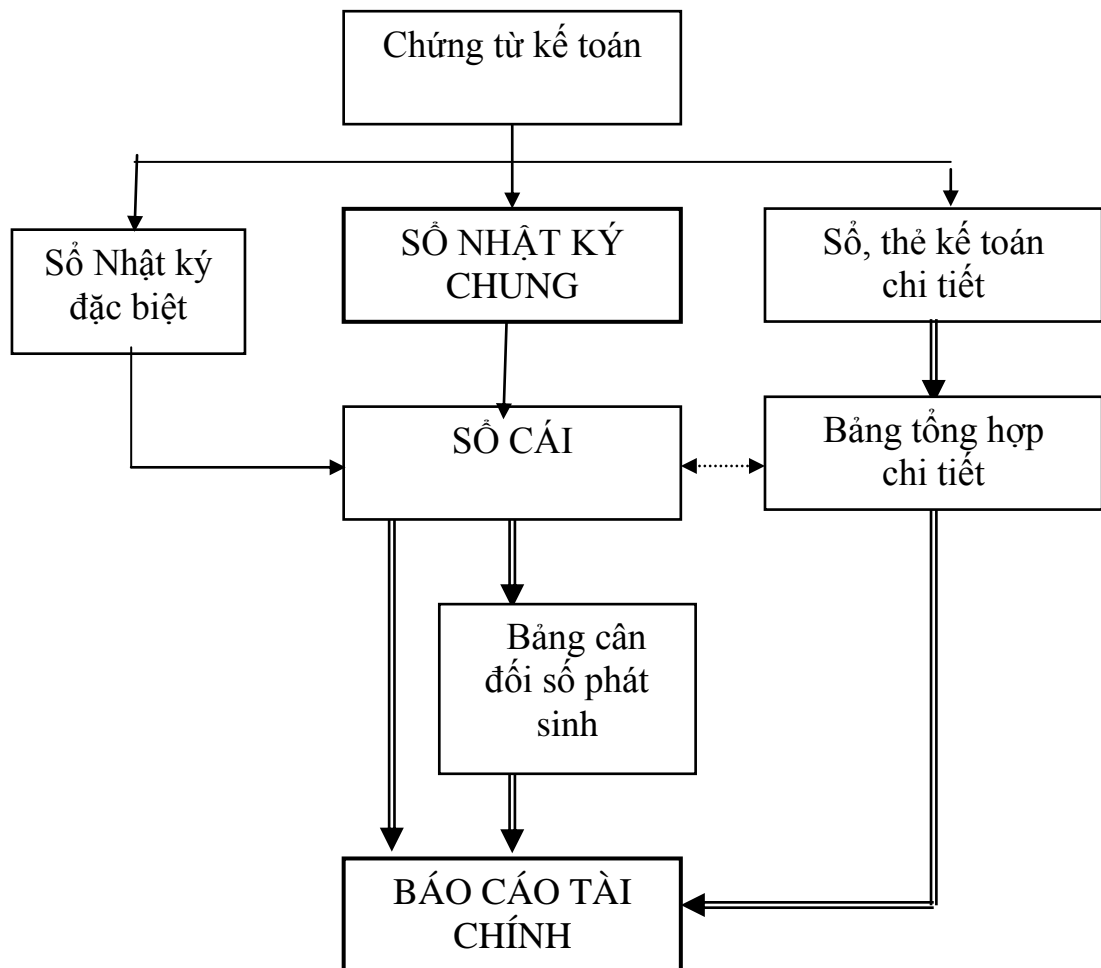 Chứng từ kế toán
Sổ Nhật ký
đặc biệt
SỔ NHẬT KÝ
CHUNG
Sổ, thẻ kế toán
chi tiết
SỔ CÁI
Bảng tổng hợp
chi tiết
Bảng cân
đối số phát
sinh
BÁO CÁO TÀI
CHÍNH